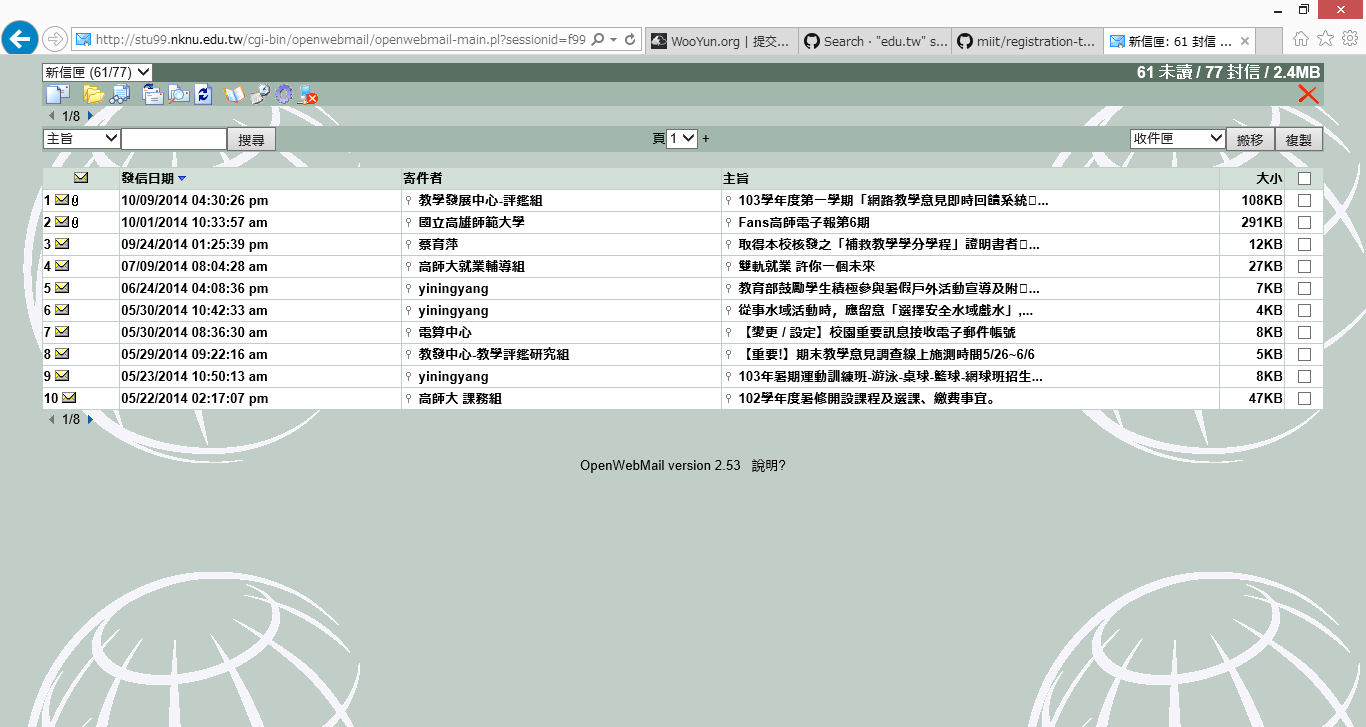 http://stu99.nknu.edu.tw/cgi-bin/openwebmail/openwebmail-main.pl?sessionid=f99
WooYun.org | 提交...
Search · "edu.tw" s...
miit/registration-t...
新信匣: 61 封信 ...
新信匣 (61/77)
61 未讀 / 77 封信 / 2.4MB
1/8
主旨 搜尋 頁 1 + 收件匣 搬移 複製
發信日期 寄件者 主旨 大小
1 10/09/2014 04:30:26 pm 教學發展中心-評鑑組 103學年度第一學期「網路教學意見即時回饋系統... 108KB
2 10/01/2014 10:33:57 am 國立高雄師範大學 Fans高師電子報第6期 291KB
3 09/24/2014 01:25:39 pm 蔡育萍 取得本校核發之「補救教學學分學程」證明書者... 12KB
4 07/09/2014 08:04:28 am 高師大就業輔導組 雙軌就業 許你一個未來 27KB
5 06/24/2014 04:08:36 pm yiningyang 教育部鼓勵學生積極參與暑假戶外活動宣導及附... 7KB
6 05/30/2014 10:42:33 am yiningyang 從事水域活動時，應留意「選擇安全水域戲水」,... 4KB
7 05/30/2014 08:36:30 am 電算中心 【變更 / 設定】校園重要訊息接收電子郵件帳號 8KB
8 05/29/2014 09:22:16 am 教發中心-教學評鑑研究組 【重要!】期末教學意見調查線上施測時間5/26~6/6 5KB
9 05/23/2014 10:50:13 am yiningyang 103年暑期運動訓練班-游泳-桌球-籃球-網球班招生... 8KB
10 05/22/2014 02:17:07 pm 高師大 課務組 102學年度暑修開設課程及選課、繳費事宜。 47KB
1/8
OpenWebMail version 2.53 說明?